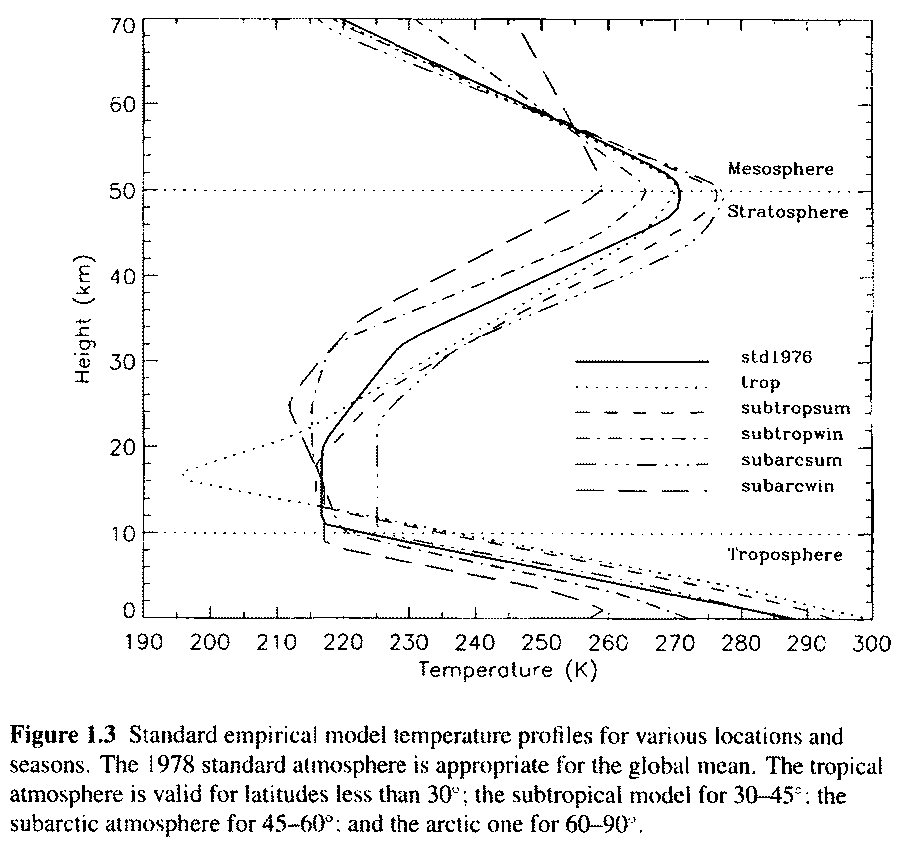 70
60
50
40
30
20
10
0
Height (km)
Mesosphere
Stratosphere
std1976
trop
subtropsum
subtropwin
subarcsum
subarcwin
Troposphere
190 200 210 220 230 240 250 260 270 280 290 300
Temperature (K)
Figure 1.3 Standard empirical model temperature profiles for various locations and
seasons. The 1978 standard atmosphere is appropriate for the global mean. The tropical
atmosphere is valid for latitudes less than 30°; the subtropical model for 30–45°; the
subarctic atmosphere for 45–60°; and the arctic one for 60–90°.